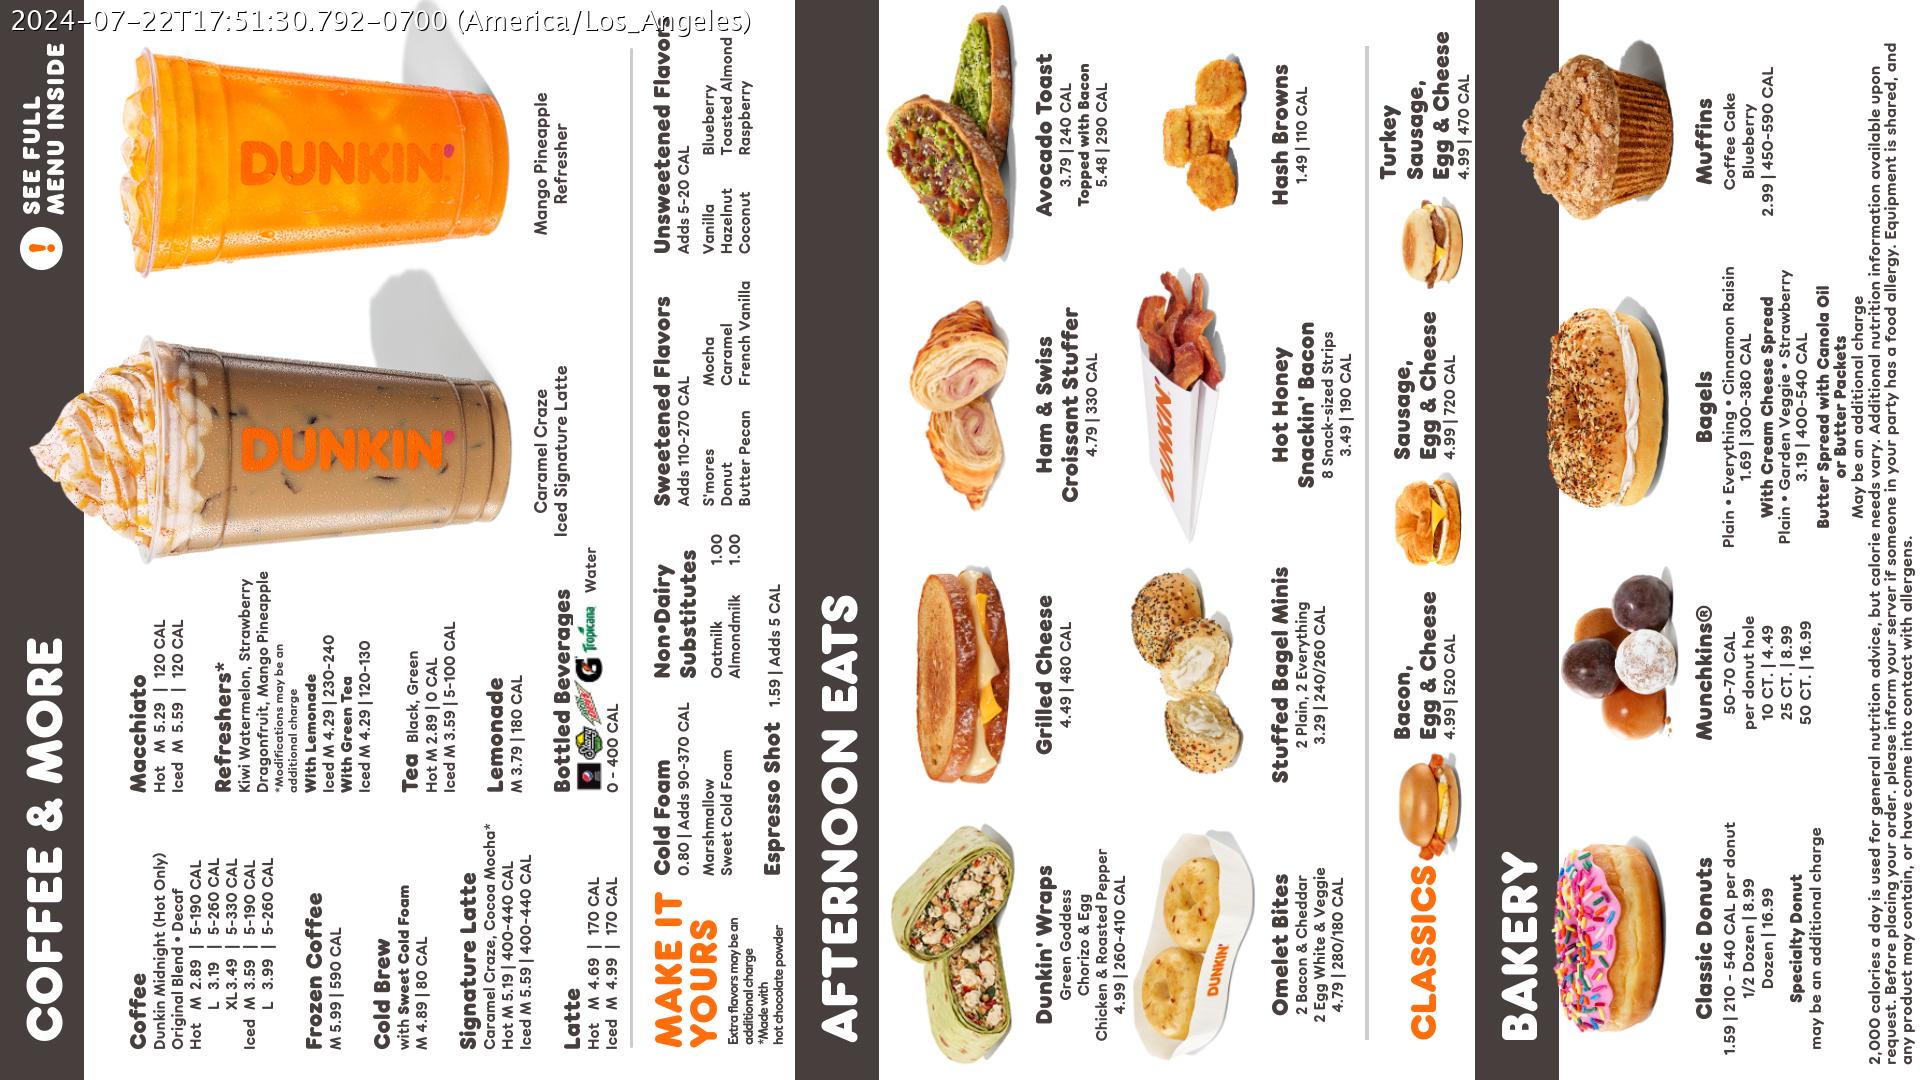 2024-07-22T17:51:30.792-0700 (America/Los_Angeles)
COFFEE & MORE
! SEE FULL
MENU INSIDE
Coffee
Dunkin Midnight (Hot Only)
Original Blend • Decaf
Hot M 2.89 | 5-190 CAL
L 3.19 | 5-260 CAL
XL 3.49 | 5-330 CAL
Iced M 3.59 | 5-190 CAL
L 3.99 | 5-260 CAL
Frozen Coffee
M 5.99 | 590 CAL
Cold Brew
with Sweet Cold Foam
M 4.89 | 80 CAL
Signature Latte
Caramel Craze, Cocoa Mocha*
Hot M 5.19 | 400-440 CAL
Iced M 5.59 | 400-440 CAL
Latte
Hot M 4.69 | 170 CAL
Iced M 4.99 | 170 CAL
Macchiato
Hot M 5.29 | 120 CAL
Iced M 5.59 | 120 CAL
Refreshers*
Kiwi Watermelon, Strawberry
Dragonfruit, Mango Pineapple
*Modifications may be an
additional charge
With Lemonade
Iced M 4.29 | 230-240
With Green Tea
Iced M 4.29 | 120-130
Tea Black, Green
Hot M 2.89 | 0 CAL
Iced M 3.59 | 5-100 CAL
Lemonade
M 3.79 | 180 CAL
Bottled Beverages
Starry G Tropicana Water
0 - 400 CAL
DUNKIN'
Caramel Craze
Iced Signature Latte
DUNKIN'
Mango Pineapple
Refresher
MAKE IT
YOURS
Extra flavors may be an
additional charge
*Made with
hot chocolate powder
Cold Foam
0.80 | Adds 90-370 CAL
Marshmallow
Sweet Cold Foam
Espresso Shot 1.59 | Adds 5 CAL
Non•Dairy
Substitutes
Oatmilk 1.00
Almondmilk 1.00
Sweetened Flavors
Adds 110-270 CAL
S'mores Mocha
Donut Caramel
Butter Pecan French Vanilla
Unsweetened Flavors
Adds 5-20 CAL
Vanilla Blueberry
Hazelnut Toasted Almond
Coconut Raspberry
AFTERNOON EATS
Dunkin' Wraps
Green Goddess
Chorizo & Egg
Chicken & Roasted Pepper
4.99 | 260-410 CAL
Grilled Cheese
4.49 | 480 CAL
Ham & Swiss
Croissant Stuffer
4.79 | 330 CAL
Avocado Toast
3.79 | 240 CAL
Topped with Bacon
5.48 | 290 CAL
DUNKIN'
Omelet Bites
2 Bacon & Cheddar
2 Egg White & Veggie
4.79 | 280/180 CAL
Stuffed Bagel Minis
2 Plain, 2 Everything
3.29 | 240/260 CAL
DUNKIN'
Hot Honey
Snackin' Bacon
8 Snack-sized Strips
3.49 | 190 CAL
Hash Browns
1.49 | 110 CAL
CLASSICS
Bacon,
Egg & Cheese
4.99 | 520 CAL
Sausage,
Egg & Cheese
4.99 | 720 CAL
Turkey
Sausage,
Egg & Cheese
4.99 | 470 CAL
BAKERY
Classic Donuts
1.59 | 210 - 540 CAL per donut
1/2 Dozen | 8.99
Dozen | 16.99
Specialty Donut
may be an additional charge
Munchkins®
50-70 CAL
per donut hole
10 CT. | 4.49
25 CT. | 8.99
50 CT. | 16.99
Bagels
Plain • Everything • Cinnamon Raisin
1.69 | 300-380 CAL
With Cream Cheese Spread
Plain • Garden Veggie • Strawberry
3.19 | 400-540 CAL
Butter Spread with Canola Oil
or Butter Packets
May be an additional charge
Muffins
Coffee Cake
Blueberry
2.99 | 450-590 CAL
2,000 calories a day is used for general nutrition advice, but calorie needs vary. Additional nutrition information available upon
request. Before placing your order, please inform your server if someone in your party has a food allergy. Equipment is shared, and
any product may contain, or have come into contact with allergens.